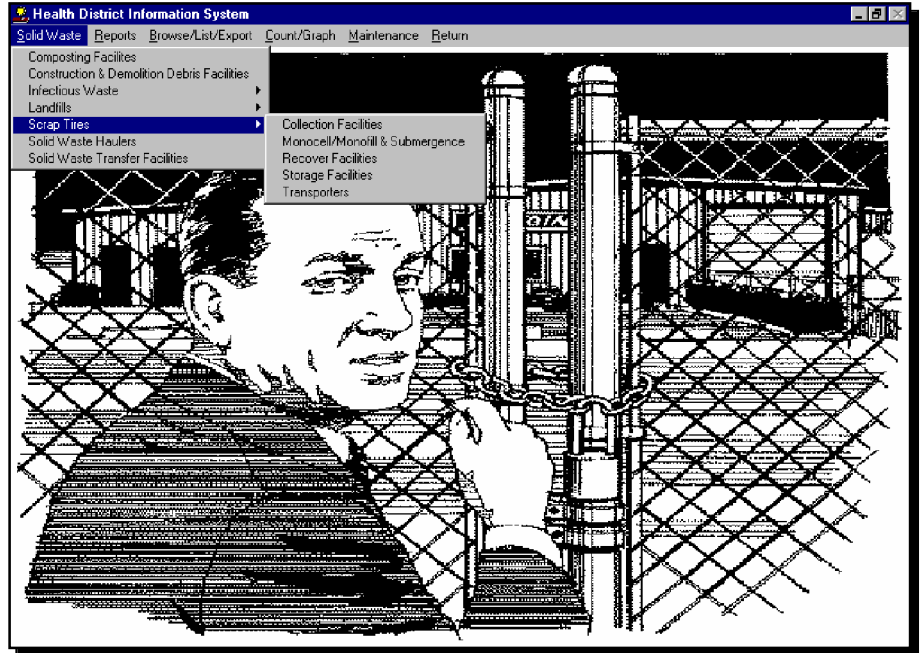 Health District Information System
Solid Waste Reports Browse/List/Export Count/Graph Maintenance Return
Composting Facilites
Construction & Demolition Debris Facilities
Infectious Waste
Landfills
Scrap Tires
Solid Waste Haulers
Solid Waste Transfer Facilities
Collection Facilities
Monocell/Monofill & Submergence
Recover Facilities
Storage Facilities
Transporters